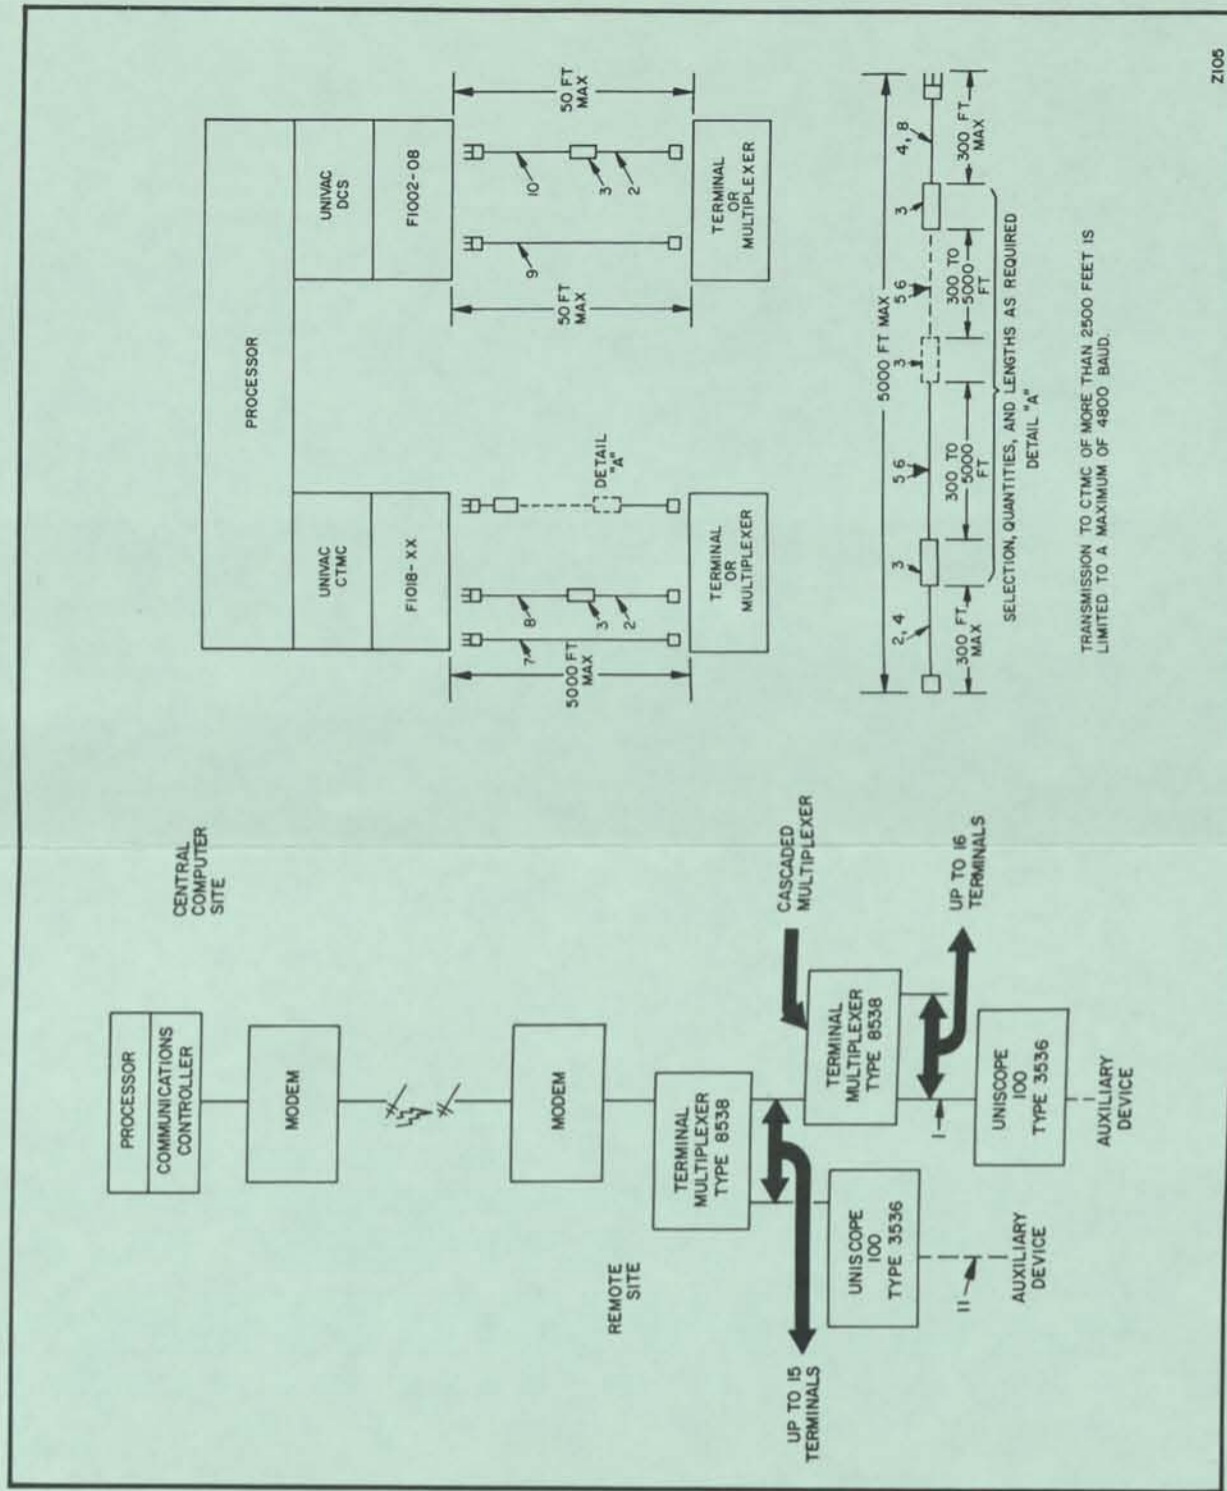 PROCESSOR
COMMUNICATIONS
CONTROLLER
CENTRAL
COMPUTER
SITE
MODEM
MODEM
REMOTE
SITE
TERMINAL
MULTIPLEXER
TYPE 8538
CASCADED
MULTIPLEXER
TERMINAL
MULTIPLEXER
TYPE 8538
UP TO 15
TERMINALS
UNISCOPE
100
TYPE 3536
11
AUXILIARY
DEVICE
UP TO 16
TERMINALS
1
UNISCOPE
100
TYPE 3536
AUXILIARY
DEVICE
PROCESSOR
UNIVAC
CTMC
F1018-XX
UNIVAC
DCS
F1002-08
5000 FT
MAX
7
8
3
2
DETAIL
"A"
TERMINAL
OR
MULTIPLEXER
50 FT
MAX
9
10
3
2
50 FT
MAX
TERMINAL
OR
MULTIPLEXER
5000 FT MAX
2, 4
3
5 6
3
5 6
3
4, 8
300 FT
MAX
300 TO
5000
FT
300 TO
5000
FT
300 FT
MAX
SELECTION, QUANTITIES, AND LENGTHS AS REQUIRED
DETAIL "A"
TRANSMISSION TO CTMC OF MORE THAN 2500 FEET IS
LIMITED TO A MAXIMUM OF 4800 BAUD.
Z105